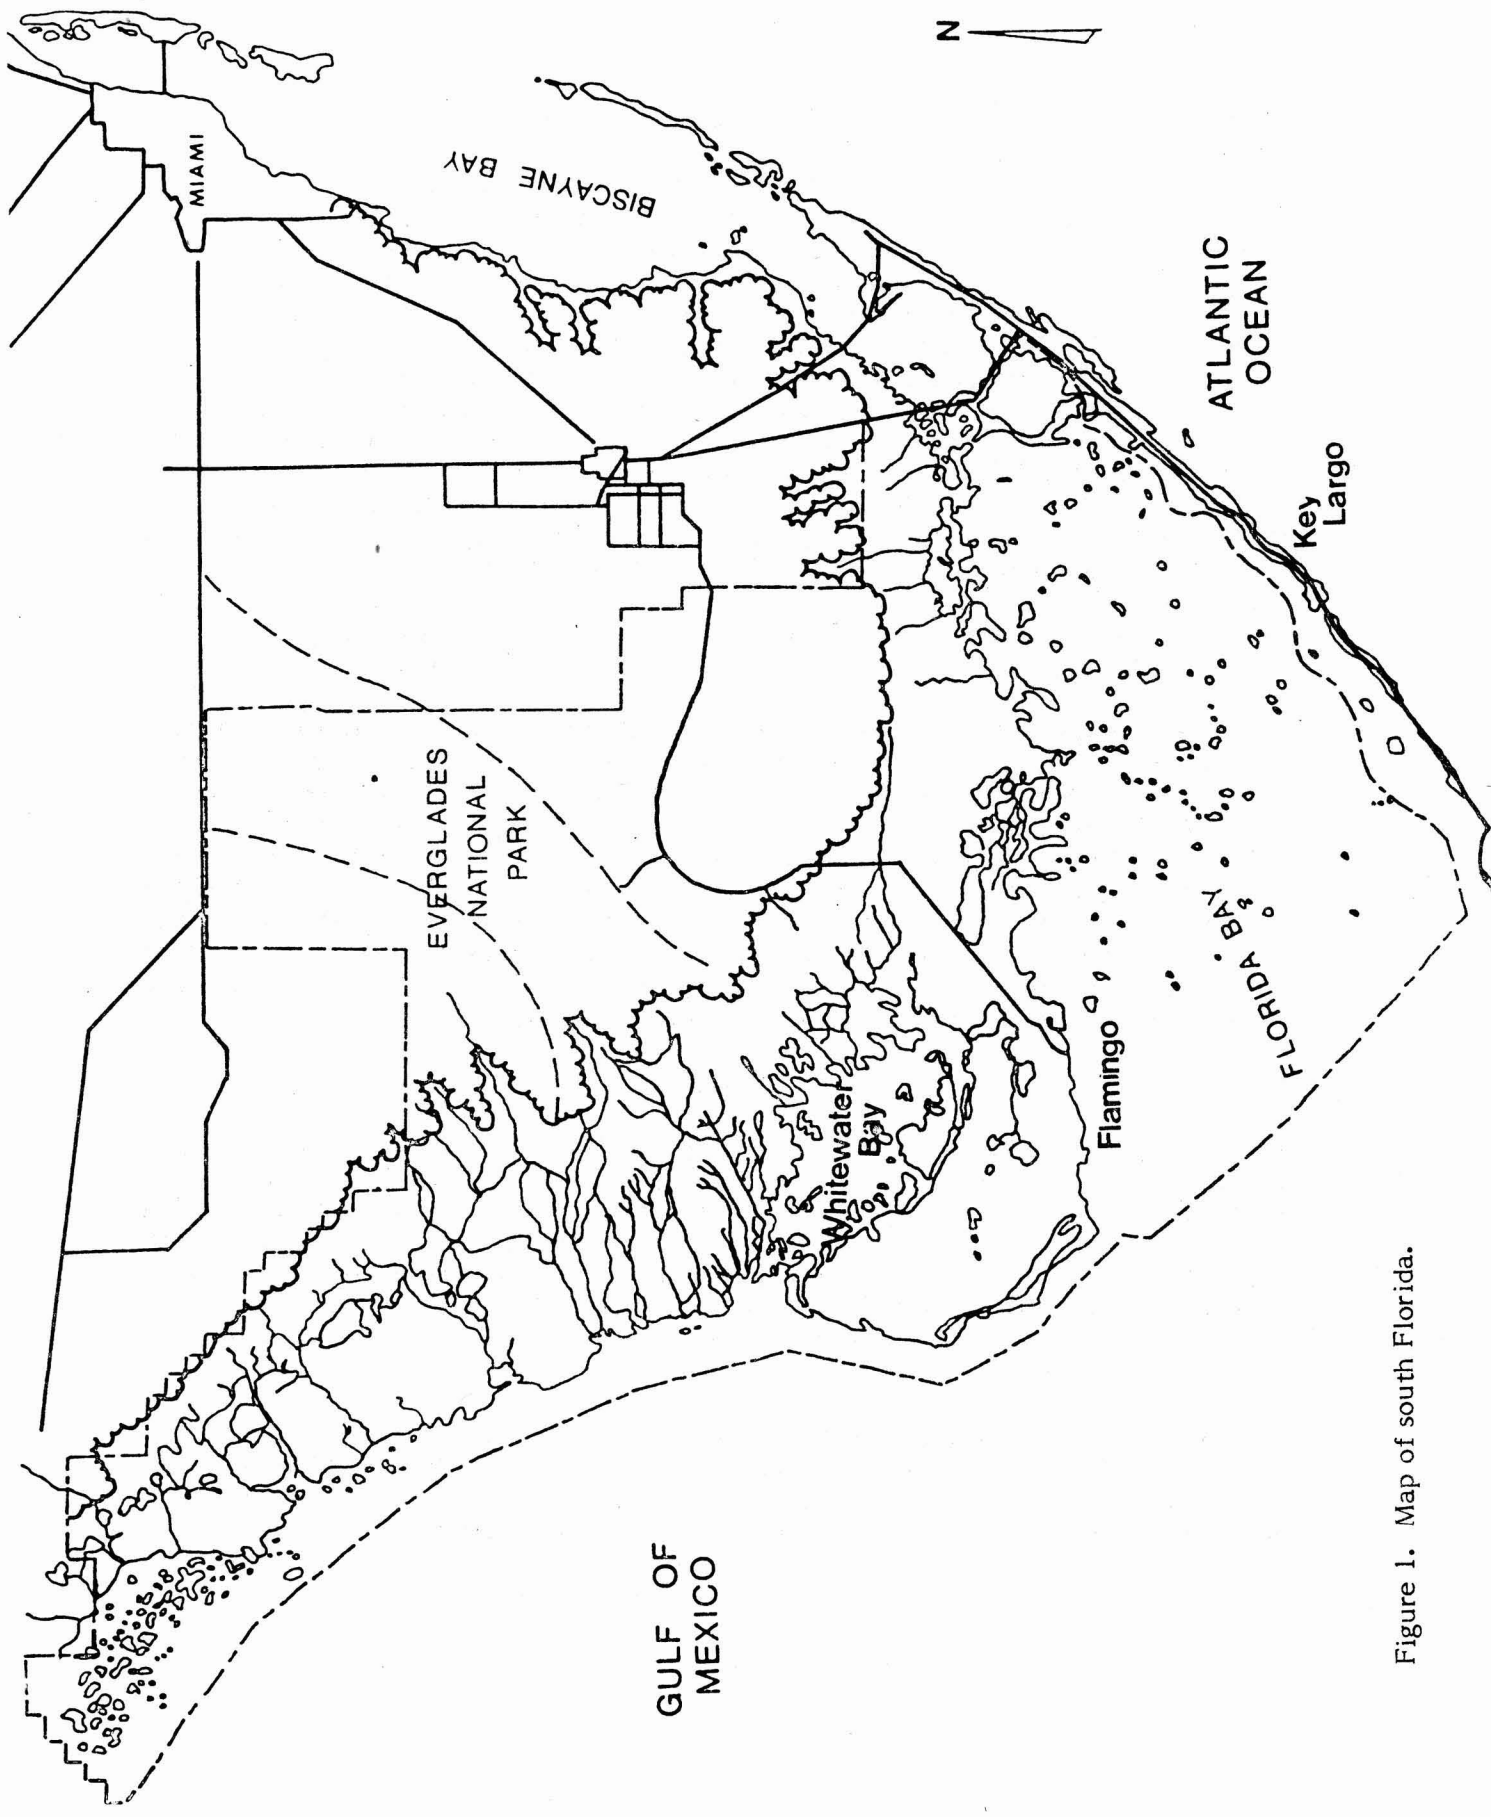 N
MIAMI
BISCAYNE BAY
EVERGLADES
NATIONAL
PARK
ATLANTIC
OCEAN
Key
Largo
Whitewater
Bay
Flamingo
FLORIDA BAY
GULF OF
MEXICO
Figure 1. Map of south Florida.